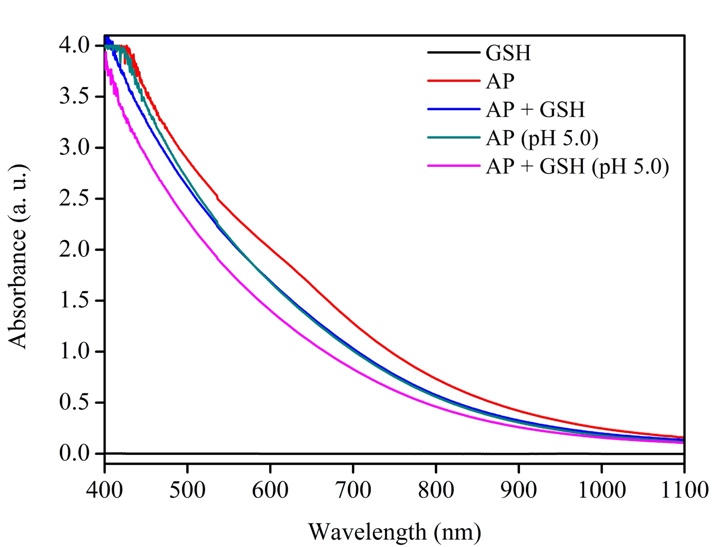 4.0
3.5
3.0
2.5
2.0
1.5
1.0
0.5
0.0
Absorbance (a. u.)
GSH
AP
AP + GSH
AP (pH 5.0)
AP + GSH (pH 5.0)
400 500 600 700 800 900 1000 1100
Wavelength (nm)